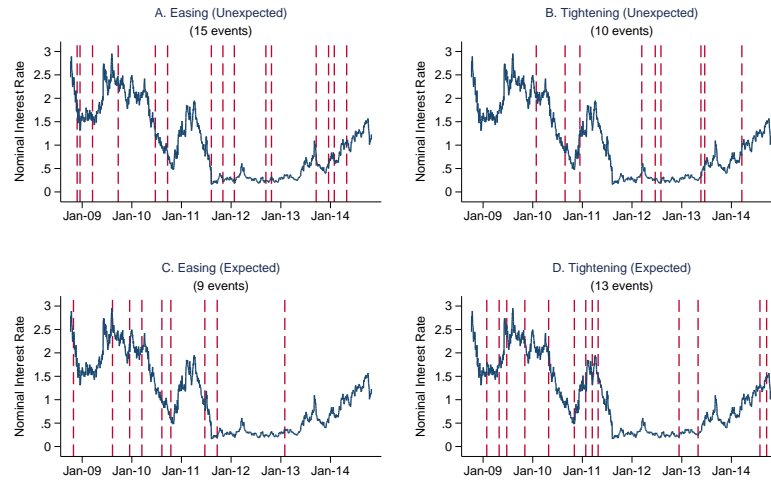 A. Easing (Unexpected)
(15 events)
Nominal Interest Rate
3
2.5
2
1.5
1
.5
0
Jan-09 Jan-10 Jan-11 Jan-12 Jan-13 Jan-14
B. Tightening (Unexpected)
(10 events)
Nominal Interest Rate
3
2.5
2
1.5
1
.5
0
Jan-09 Jan-10 Jan-11 Jan-12 Jan-13 Jan-14
C. Easing (Expected)
(9 events)
Nominal Interest Rate
3
2.5
2
1.5
1
.5
0
Jan-09 Jan-10 Jan-11 Jan-12 Jan-13 Jan-14
D. Tightening (Expected)
(13 events)
Nominal Interest Rate
3
2.5
2
1.5
1
.5
0
Jan-09 Jan-10 Jan-11 Jan-12 Jan-13 Jan-14